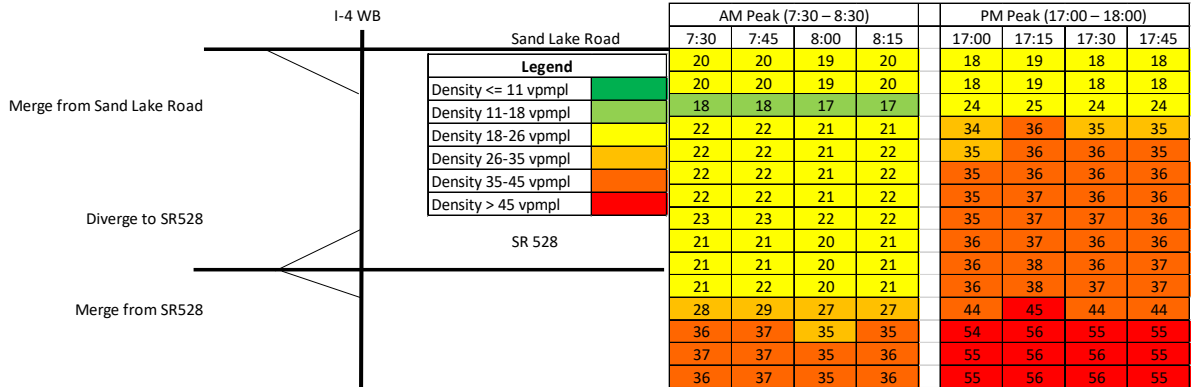 I-4 WB
AM Peak (7:30 – 8:30) PM Peak (17:00 – 18:00)
Sand Lake Road 7:30 7:45 8:00 8:15 17:00 17:15 17:30 17:45
20 20 19 20 18 19 18 18
Legend
20 20 19 20 18 19 18 18
Density <= 11 vpmpl
Merge from Sand Lake Road
Density 11-18 vpmpl
18 18 17 17 24 25 24 24
Density 18-26 vpmpl
22 22 21 21 34 36 35 35
Density 26-35 vpmpl
22 22 21 22 35 36 36 35
Density 35-45 vpmpl
22 22 21 22 35 36 36 36
Density > 45 vpmpl
22 22 21 22 35 37 36 36
Diverge to SR528
23 23 22 22 35 37 37 36
SR 528
21 21 20 21 36 37 36 36
21 21 20 21 36 38 36 37
21 22 20 21 36 38 37 37
Merge from SR528
28 29 27 27 44 45 44 44
36 37 35 35 54 56 55 55
37 37 35 36 55 56 56 55
36 37 35 36 55 56 56 55